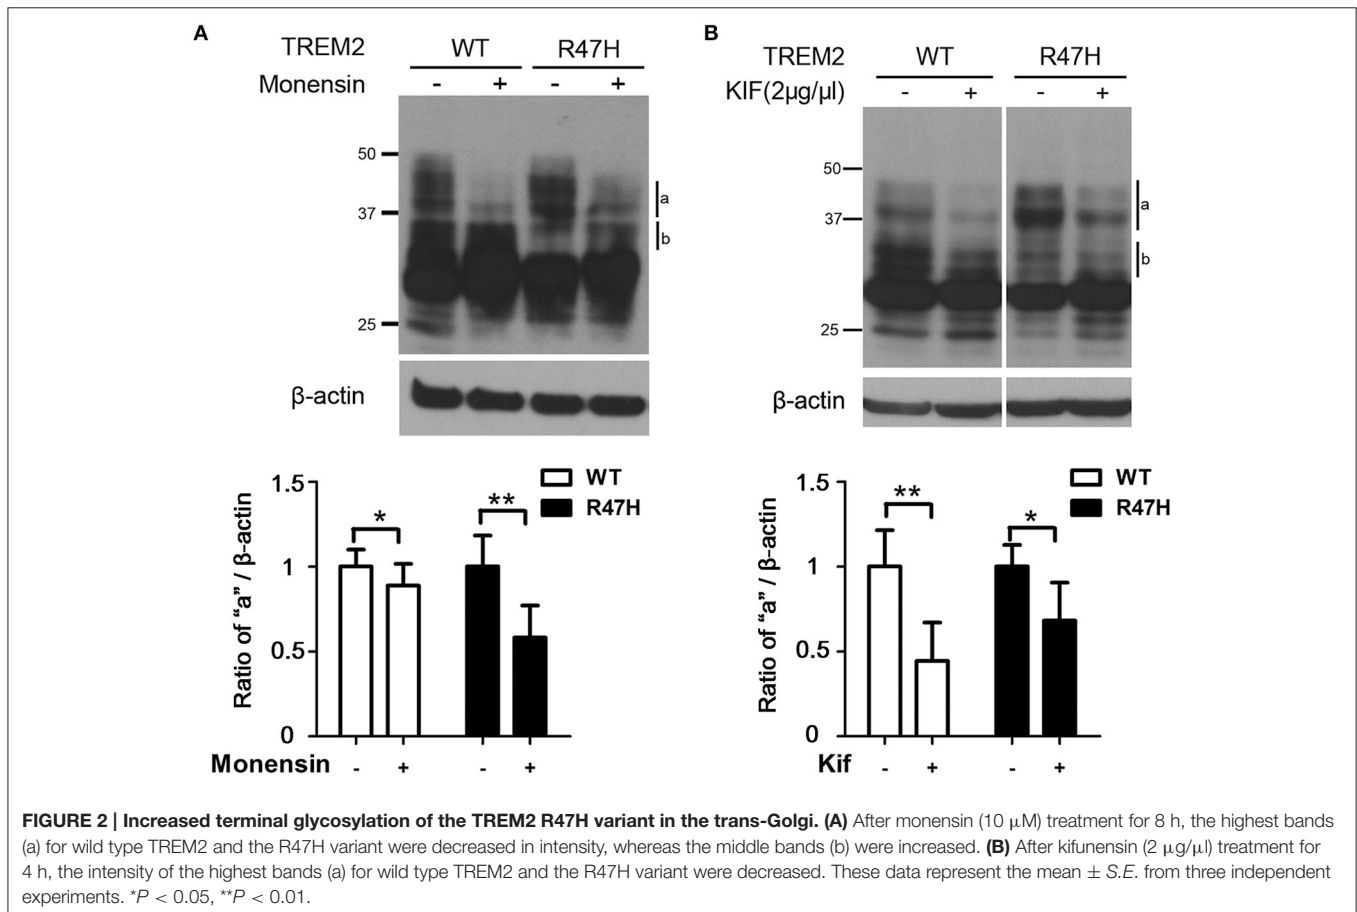 A
TREM2 WT R47H
Monensin - + - +
50
37
25
a
b
β-actin
1.5
1
0.5
0
Ratio of “a” / β-actin
WT
R47H
*
**
Monensin - + - +
B
TREM2 WT R47H
KIF(2µg/µl) - + - +
50
37
25
a
b
β-actin
1.5
1
0.5
0
Ratio of “a” / β-actin
WT
R47H
**
*
Kif - + - +
FIGURE 2 | Increased terminal glycosylation of the TREM2 R47H variant in the trans-Golgi. (A) After monensin (10 μM) treatment for 8 h, the highest bands
(a) for wild type TREM2 and the R47H variant were decreased in intensity, whereas the middle bands (b) were increased. (B) After kifunensin (2 μg/μl) treatment for
4 h, the intensity of the highest bands (a) for wild type TREM2 and the R47H variant were decreased. These data represent the mean ± S.E. from three independent
experiments. *P < 0.05, **P < 0.01.